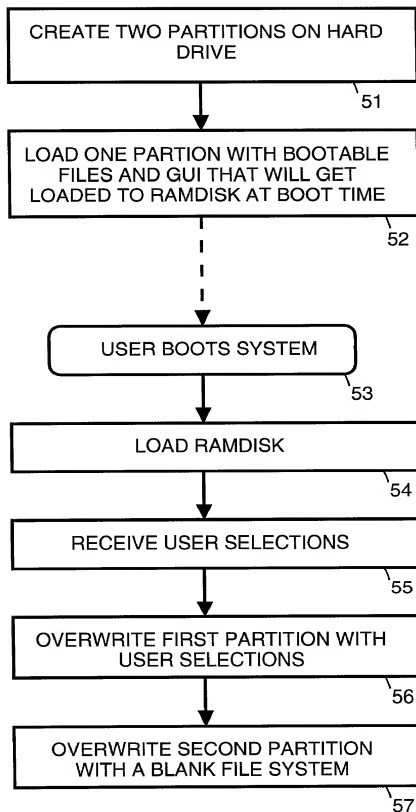 CREATE TWO PARTITIONS ON HARD
DRIVE
51
LOAD ONE PARTION WITH BOOTABLE
FILES AND GUI THAT WILL GET
LOADED TO RAMDISK AT BOOT TIME
52
USER BOOTS SYSTEM
53
LOAD RAMDISK
54
RECEIVE USER SELECTIONS
55
OVERWRITE FIRST PARTITION WITH
USER SELECTIONS
56
OVERWRITE SECOND PARTITION
WITH A BLANK FILE SYSTEM
57